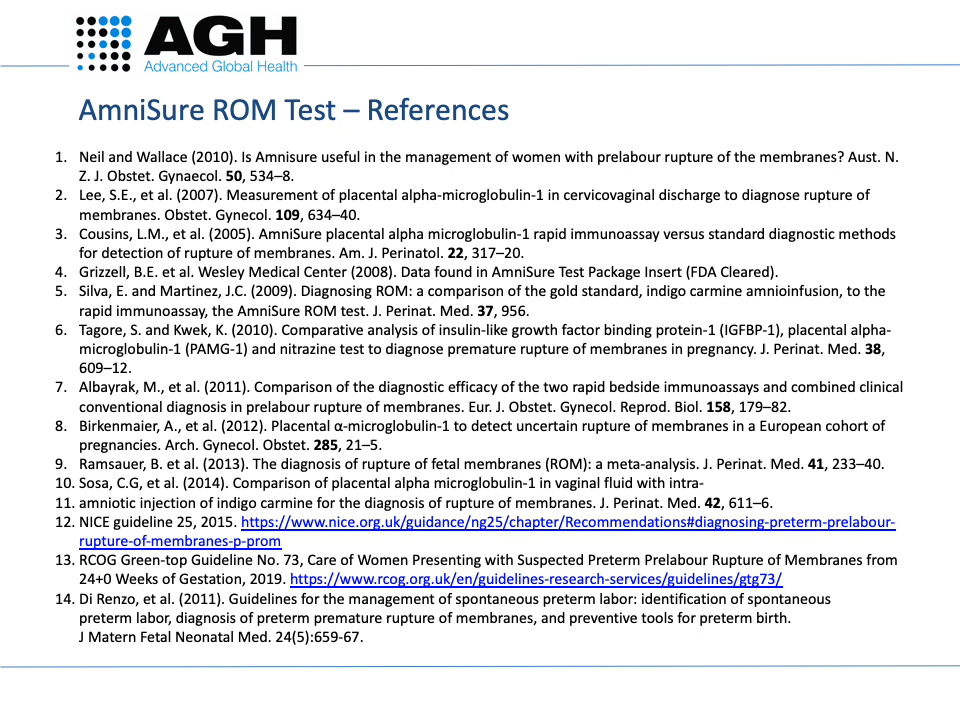 AGH
Advanced Global Health
AmniSure ROM Test – References
1. Neil and Wallace (2010). Is Amnisure useful in the management of women with prelabour rupture of the membranes? Aust. N.
Z. J. Obstet. Gynaecol. 50, 534–8.
2. Lee, S.E., et al. (2007). Measurement of placental alpha-microglobulin-1 in cervicovaginal discharge to diagnose rupture of
membranes. Obstet. Gynecol. 109, 634–40.
3. Cousins, L.M., et al. (2005). AmniSure placental alpha microglobulin-1 rapid immunoassay versus standard diagnostic methods
for detection of rupture of membranes. Am. J. Perinatol. 22, 317–20.
4. Grizzell, B.E. et al. Wesley Medical Center (2008). Data found in AmniSure Test Package Insert (FDA Cleared).
5. Silva, E. and Martinez, J.C. (2009). Diagnosing ROM: a comparison of the gold standard, indigo carmine amnioinfusion, to the
rapid immunoassay, the AmniSure ROM test. J. Perinat. Med. 37, 956.
6. Tagore, S. and Kwek, K. (2010). Comparative analysis of insulin-like growth factor binding protein-1 (IGFBP-1), placental alpha-
microglobulin-1 (PAMG-1) and nitrazine test to diagnose premature rupture of membranes in pregnancy. J. Perinat. Med. 38,
609–12.
7. Albayrak, M., et al. (2011). Comparison of the diagnostic efficacy of the two rapid bedside immunoassays and combined clinical
conventional diagnosis in prelabour rupture of membranes. Eur. J. Obstet. Gynecol. Reprod. Biol. 158, 179–82.
8. Birkenmaier, A., et al. (2012). Placental α-microglobulin-1 to detect uncertain rupture of membranes in a European cohort of
pregnancies. Arch. Gynecol. Obstet. 285, 21–5.
9. Ramsauer, B. et al. (2013). The diagnosis of rupture of fetal membranes (ROM): a meta-analysis. J. Perinat. Med. 41, 233–40.
10. Sosa, C.G, et al. (2014). Comparison of placental alpha microglobulin-1 in vaginal fluid with intra-
11. amniotic injection of indigo carmine for the diagnosis of rupture of membranes. J. Perinat. Med. 42, 611–6.
12. NICE guideline 25, 2015. https://www.nice.org.uk/guidance/ng25/chapter/Recommendations#diagnosing-preterm-prelabour-
rupture-of-membranes-p-prom
13. RCOG Green-top Guideline No. 73, Care of Women Presenting with Suspected Preterm Prelabour Rupture of Membranes from
24+0 Weeks of Gestation, 2019. https://www.rcog.org.uk/en/guidelines-research-services/guidelines/gtg73/
14. Di Renzo, et al. (2011). Guidelines for the management of spontaneous preterm labor: identification of spontaneous
preterm labor, diagnosis of preterm premature rupture of membranes, and preventive tools for preterm birth.
J Matern Fetal Neonatal Med. 24(5):659-67.